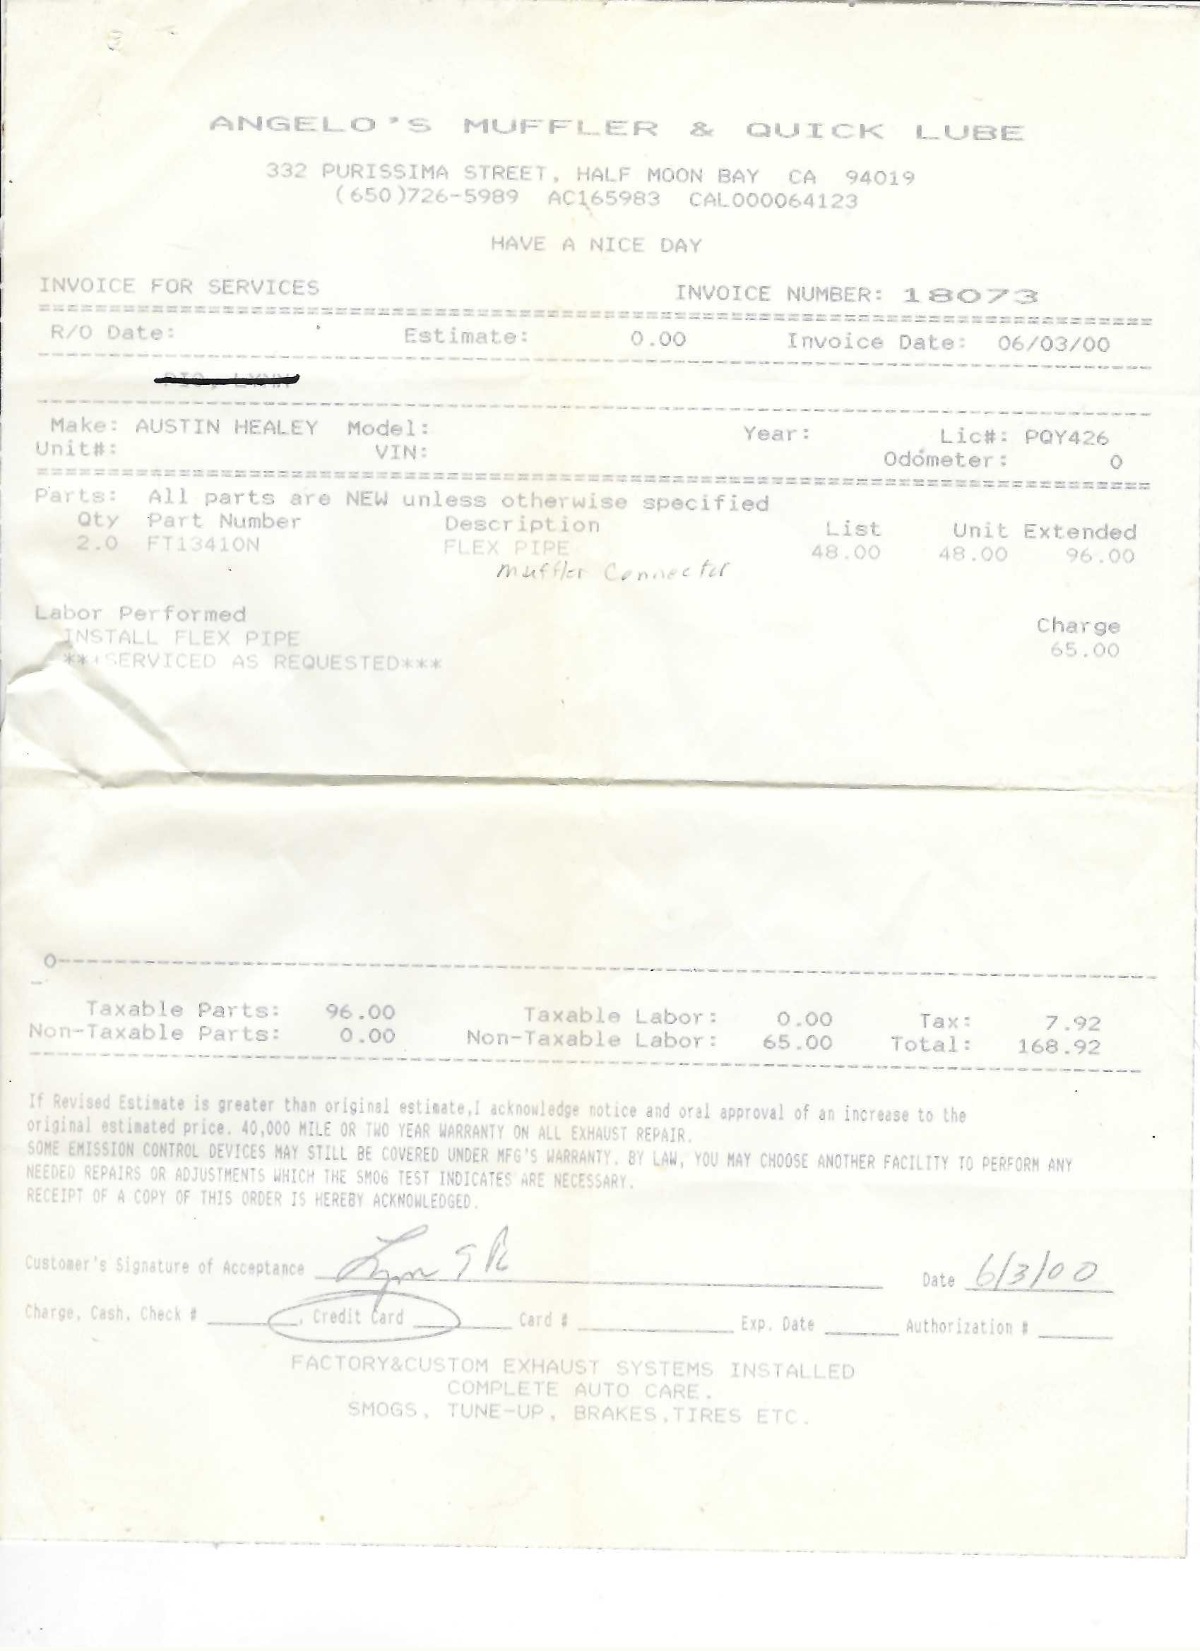 ANGELO'S MUFFLER & QUICK LUBE
332 PURISSIMA STREET, HALF MOON BAY CA 94019
(650)726-5989 AC165983 CAL000064123
HAVE A NICE DAY
INVOICE FOR SERVICES INVOICE NUMBER: 18073
R/O Date: Estimate: 0.00 Invoice Date: 06/03/00
Make: AUSTIN HEALEY Model: Year: Lic#: PQY426
Unit#: VIN: Odometer: 0
Parts: All parts are NEW unless otherwise specified
Qty Part Number Description List Unit Extended
2.0 FT13410N FLEX PIPE 48.00 48.00 96.00
Muffler Connector
Labor Performed Charge
INSTALL FLEX PIPE 65.00
***SERVICED AS REQUESTED***
Taxable Parts: 96.00 Taxable Labor: 0.00 Tax: 7.92
Non-Taxable Parts: 0.00 Non-Taxable Labor: 65.00 Total: 168.92
If Revised Estimate is greater than original estimate,I acknowledge notice and oral approval of an increase to the
original estimated price. 40,000 MILE OR TWO YEAR WARRANTY ON ALL EXHAUST REPAIR.
SOME EMISSION CONTROL DEVICES MAY STILL BE COVERED UNDER MFG'S WARRANTY. BY LAW, YOU MAY CHOOSE ANOTHER FACILITY TO PERFORM ANY
NEEDED REPAIRS OR ADJUSTMENTS WHICH THE SMOG TEST INDICATES ARE NECESSARY.
RECEIPT OF A COPY OF THIS ORDER IS HEREBY ACKNOWLEDGED.
Customer's Signature of Acceptance Date 6/3/00
Charge, Cash, Check # , Credit Card Card # Exp. Date Authorization #
FACTORY&CUSTOM EXHAUST SYSTEMS INSTALLED
COMPLETE AUTO CARE.
SMOGS, TUNE-UP, BRAKES,TIRES ETC.